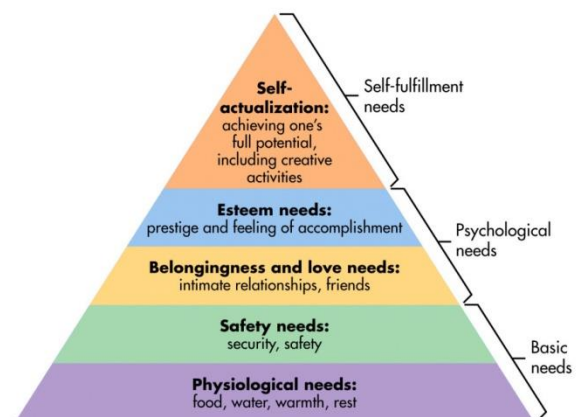 Self-
actualization:
achieving one's
full potential,
including creative
activities
Self-fulfillment
needs
Esteem needs:
prestige and feeling of accomplishment
Psychological
needs
Belongingness and love needs:
intimate relationships, friends
Safety needs:
security, safety
Basic
needs
Physiological needs:
food, water, warmth, rest